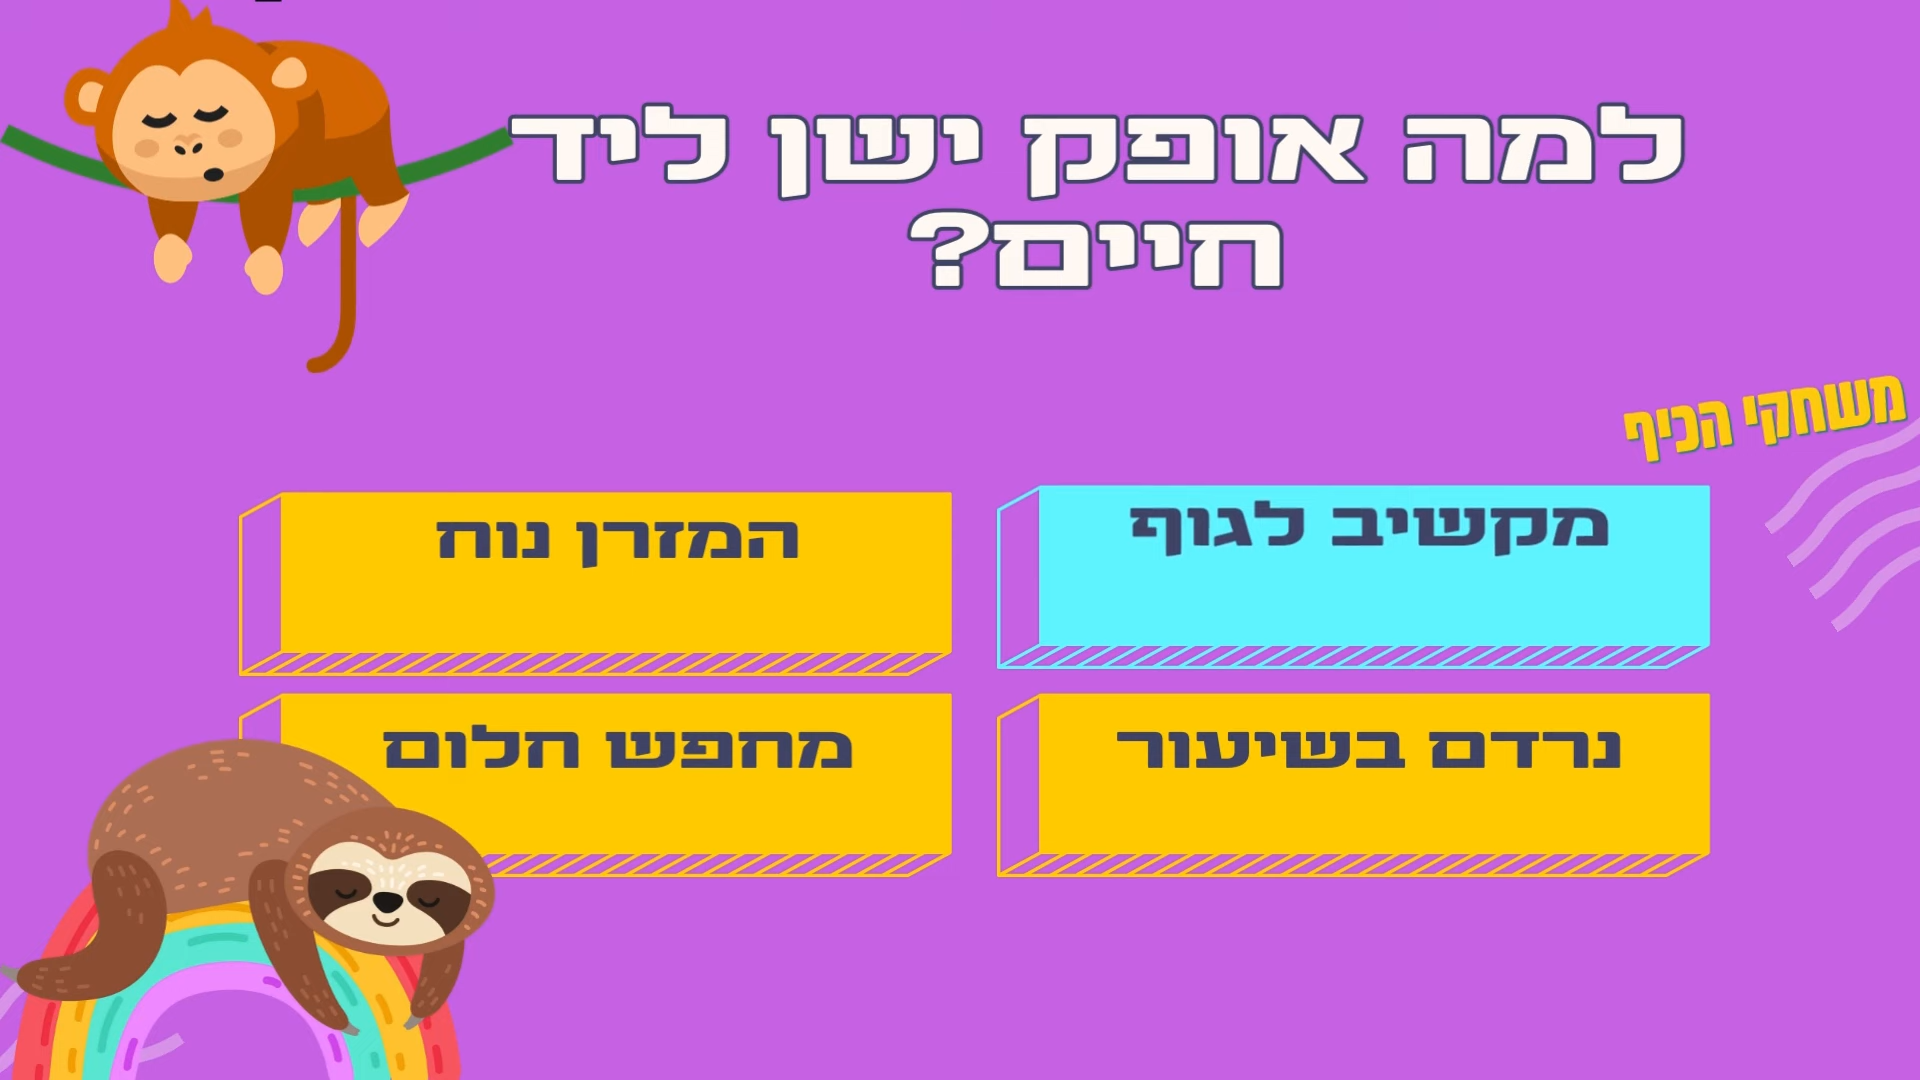 למה אופק ישן ליד
חיים?
משחקי הכיף
מקשיב לגוף
המזרן נוח
נרדם בשיעור
מחפש חלום